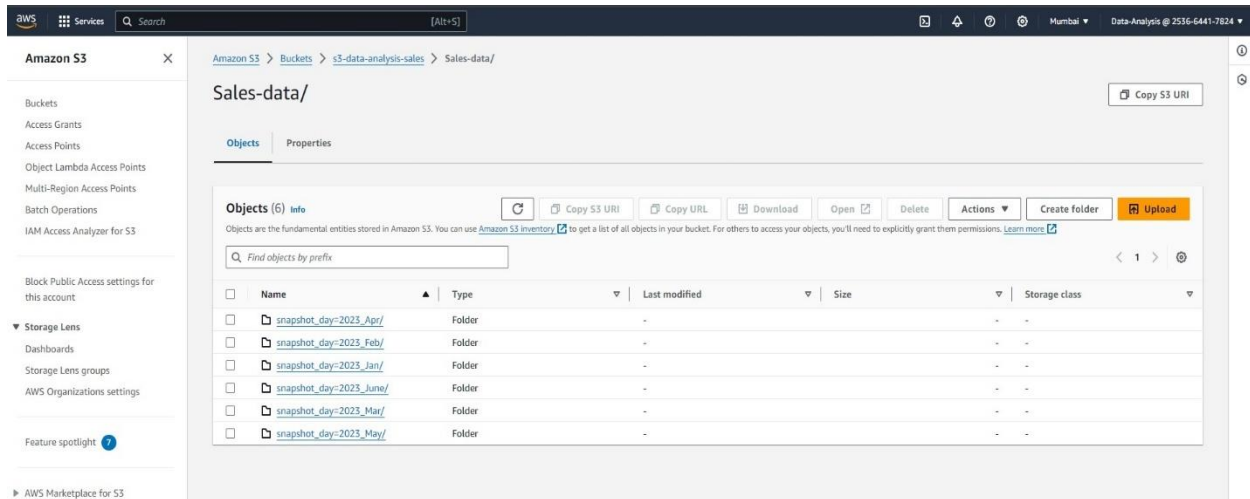 aws Services Search [Alt+S] Mumbai ▼ Data-Analysis @ 2536-6441-7824 ▼
Amazon S3 X
Buckets
Access Grants
Access Points
Object Lambda Access Points
Multi-Region Access Points
Batch Operations
IAM Access Analyzer for S3
Block Public Access settings for
this account
▼ Storage Lens
Dashboards
Storage Lens groups
AWS Organizations settings
Feature spotlight 7
▶ AWS Marketplace for S3
Amazon S3 > Buckets > s3-data-analysis-sales > Sales-data/
Sales-data/
Copy S3 URI
Objects Properties
Objects (6) Info
Copy S3 URI Copy URL Download Open Delete Actions ▼ Create folder Upload
Objects are the fundamental entities stored in Amazon S3. You can use Amazon S3 inventory to get a list of all objects in your bucket. For others to access your objects, you'll need to explicitly grant them permissions. Learn more
Find objects by prefix
< 1 >
Name ▲ Type Last modified Size Storage class
snapshot_day=2023_Apr/ Folder - - -
snapshot_day=2023_Feb/ Folder - - -
snapshot_day=2023_Jan/ Folder - - -
snapshot_day=2023_June/ Folder - - -
snapshot_day=2023_Mar/ Folder - - -
snapshot_day=2023_May/ Folder - - -